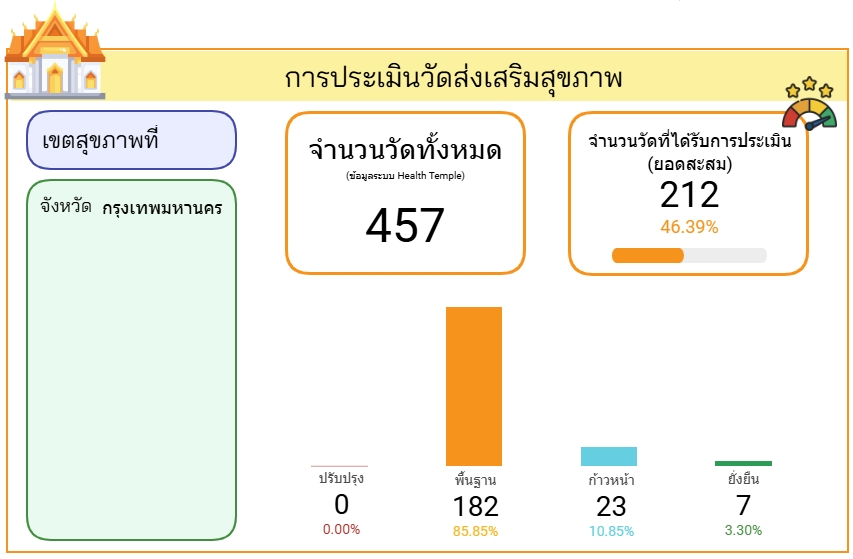 การประเมินวัดส่งเสริมสุขภาพ
เขตสุขภาพที่
จังหวัด กรุงเทพมหานคร
จำนวนวัดทั้งหมด
(ข้อมูลระบบ Health Temple)
457
จำนวนวัดที่ได้รับการประเมิน
(ยอดสะสม)
212
46.39%
ปรับปรุง
0
0.00%
พื้นฐาน
182
85.85%
ก้าวหน้า
23
10.85%
ยั่งยืน
7
3.30%